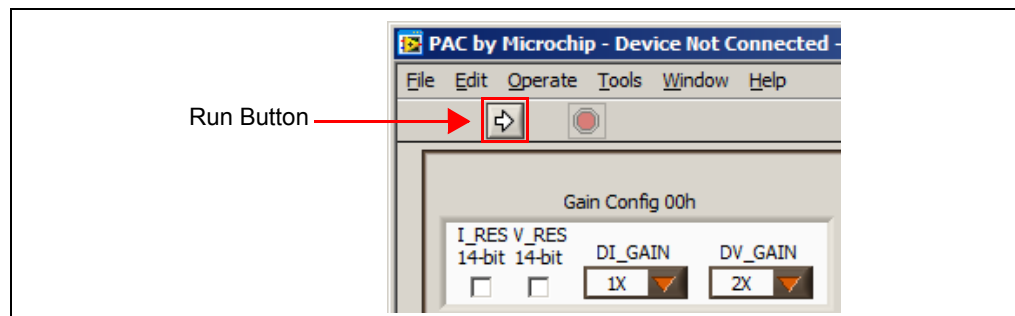 PAC by Microchip - Device Not Connected -
File Edit Operate Tools Window Help
Run Button
Gain Config 00h
I_RES V_RES
14-bit 14-bit DI_GAIN DV_GAIN
1X 2X